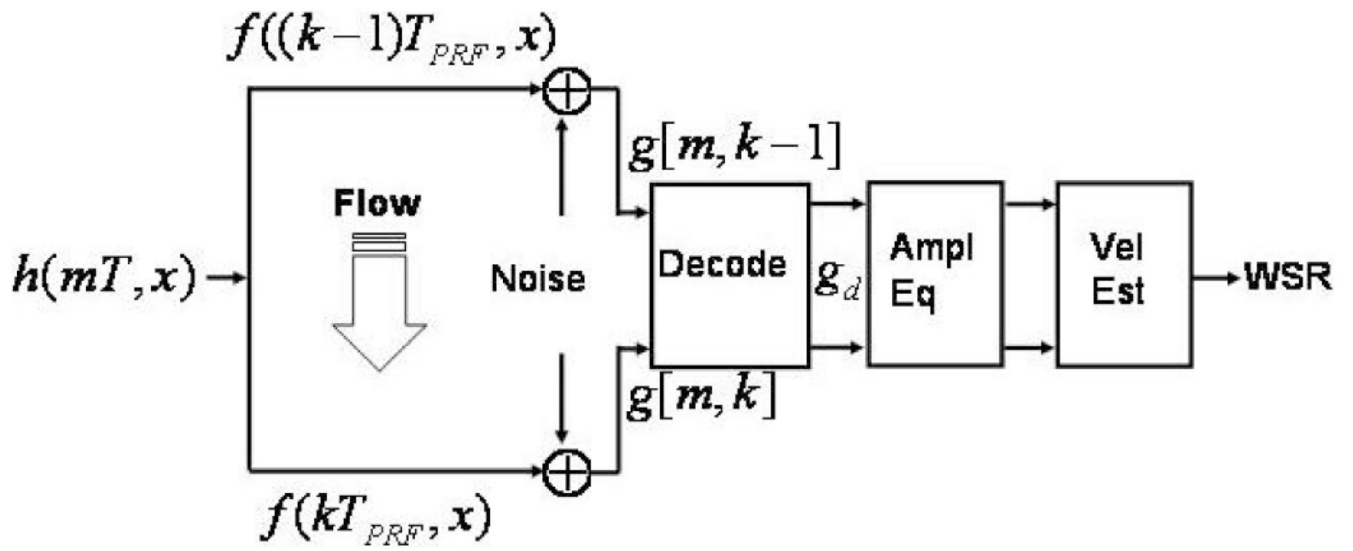 f((k−1)T_PRF, x)
g[m, k−1]
Flow
h(mT, x)
Noise
Decode
g_d
Ampl
Eq
Vel
Est
WSR
g[m, k]
f(kT_PRF, x)